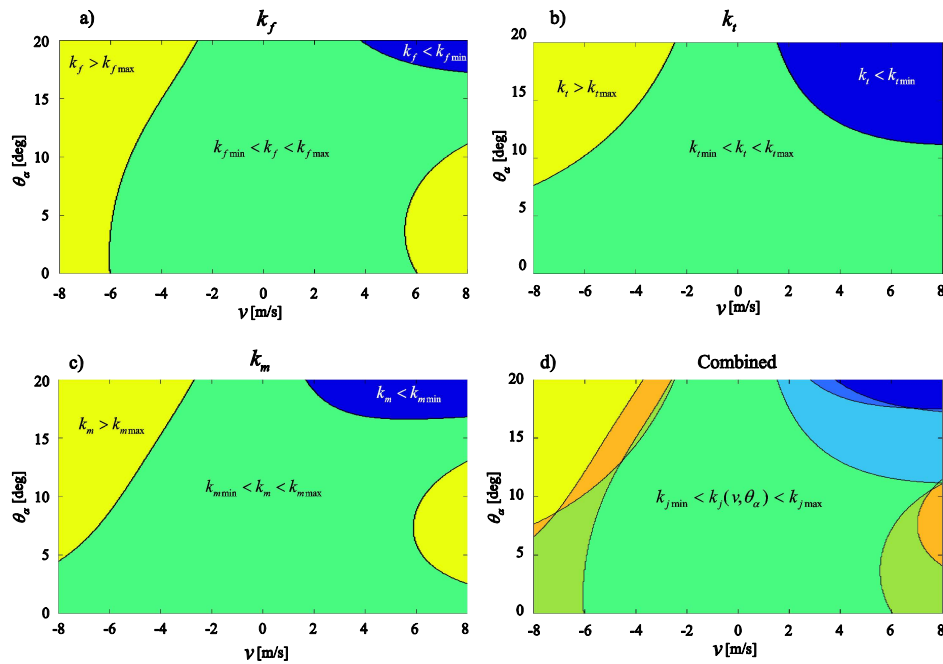 a) k_f
20
15
10
5
0
θ_α [deg]
k_f > k_f max
k_f < k_f min
k_f min < k_f < k_f max
-8 -6 -4 -2 0 2 4 6 8
v [m/s]
b) k_t
20
15
10
5
0
θ_α [deg]
k_t > k_t max
k_t < k_t min
k_t min < k_t < k_t max
-8 -6 -4 -2 0 2 4 6 8
v [m/s]
c) k_m
20
15
10
5
0
θ_α [deg]
k_m > k_m max
k_m < k_m min
k_m min < k_m < k_m max
-8 -6 -4 -2 0 2 4 6 8
v [m/s]
d) Combined
20
15
10
5
0
θ_α [deg]
k_j min < k_j(v,θ_α) < k_j max
-8 -6 -4 -2 0 2 4 6 8
v [m/s]